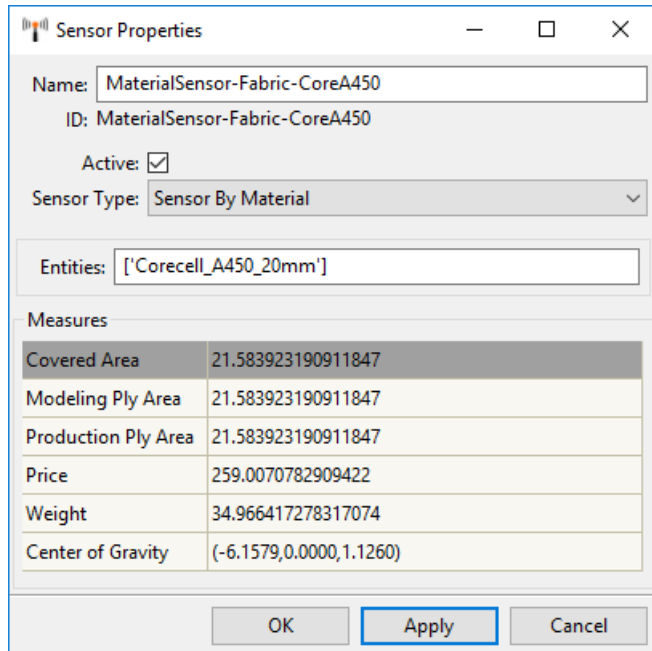 Sensor Properties
Name: MaterialSensor-Fabric-CoreA450
ID: MaterialSensor-Fabric-CoreA450
Active:
Sensor Type: Sensor By Material
Entities: ['Corecell_A450_20mm']
Measures
Covered Area 21.583923190911847
Modeling Ply Area 21.583923190911847
Production Ply Area 21.583923190911847
Price 259.0070782909422
Weight 34.966417278317074
Center of Gravity (-6.1579,0.0000,1.1260)
OK Apply Cancel